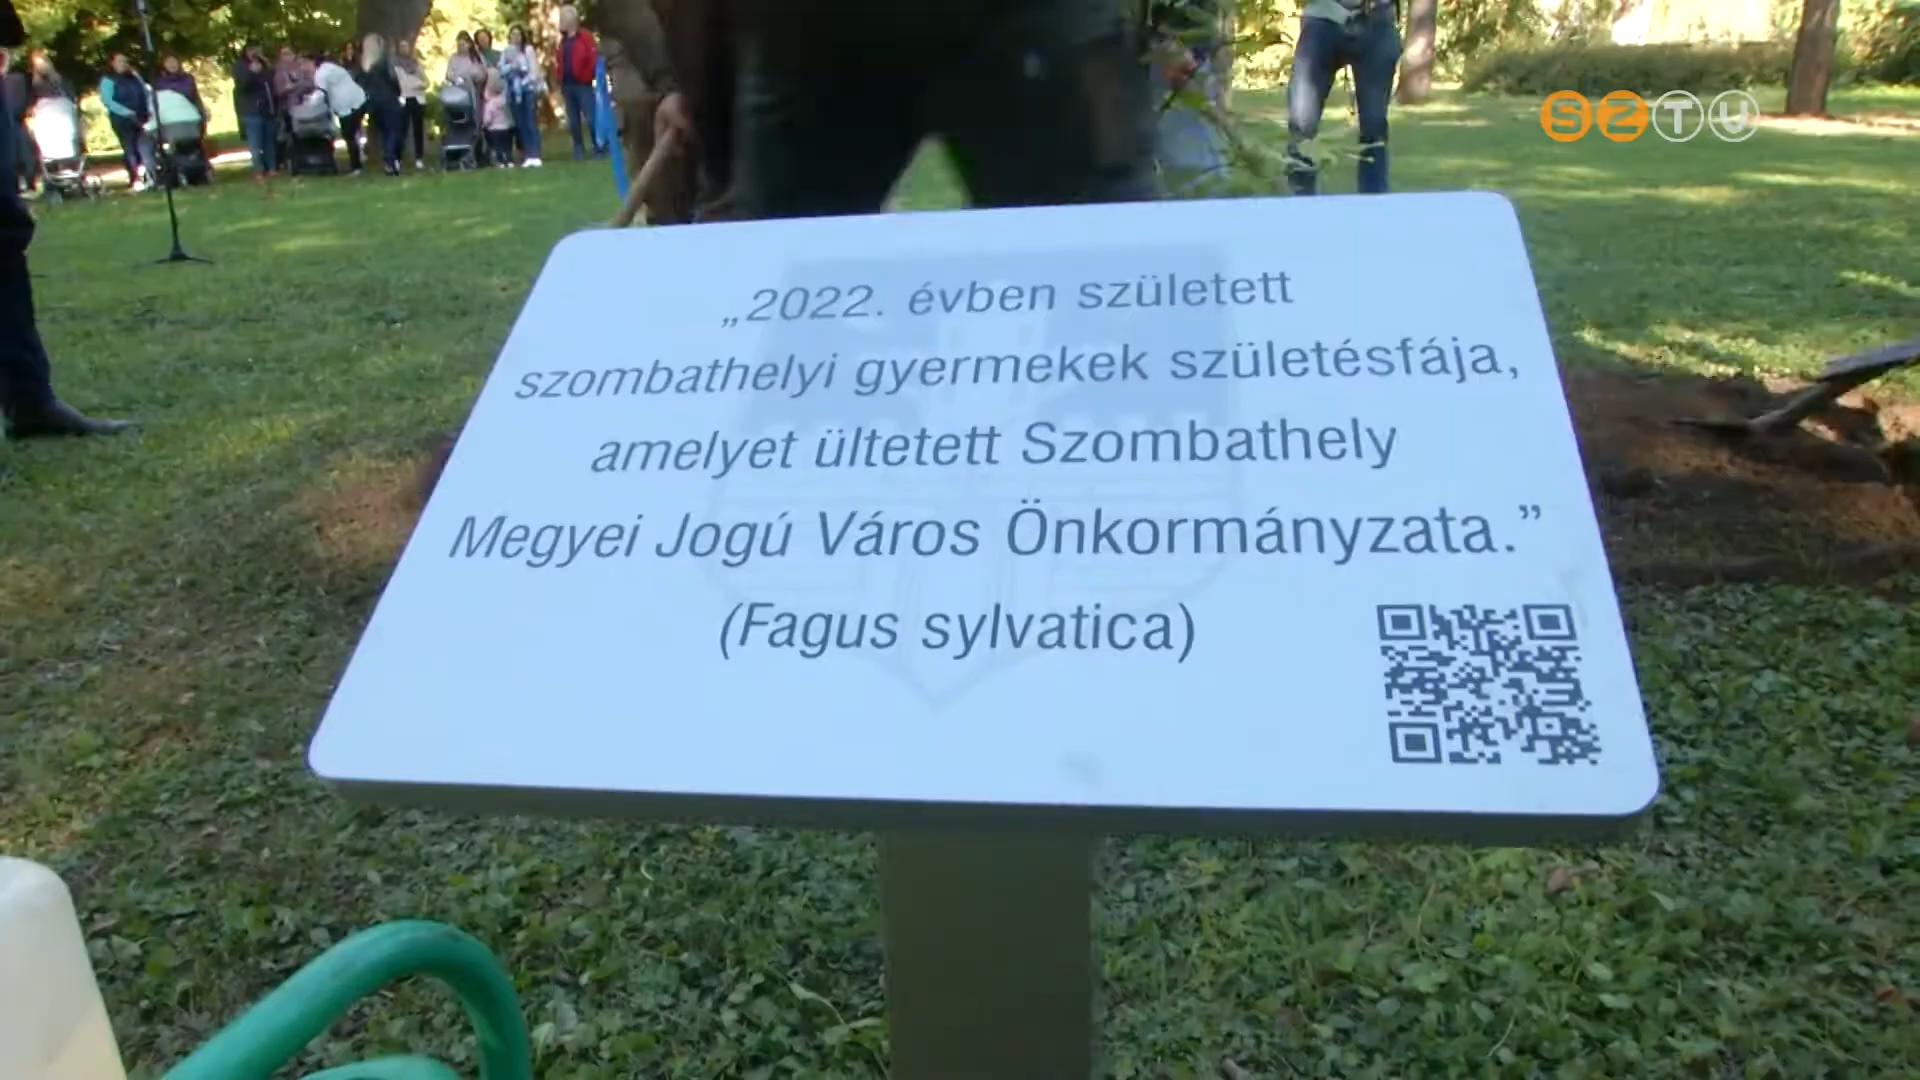 SZTV
„2022. évben született
szombathelyi gyermekek születésfája,
amelyet ültetett Szombathely
Megyei Jogú Város Önkormányzata.”
(Fagus sylvatica)